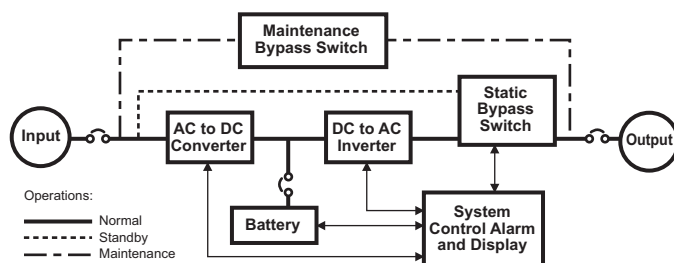 Maintenance
Bypass Switch
Static
Bypass
Switch
Input
AC to DC
Converter
DC to AC
Inverter
Output
Operations:
Normal
Standby
Maintenance
Battery
System
Control Alarm
and Display